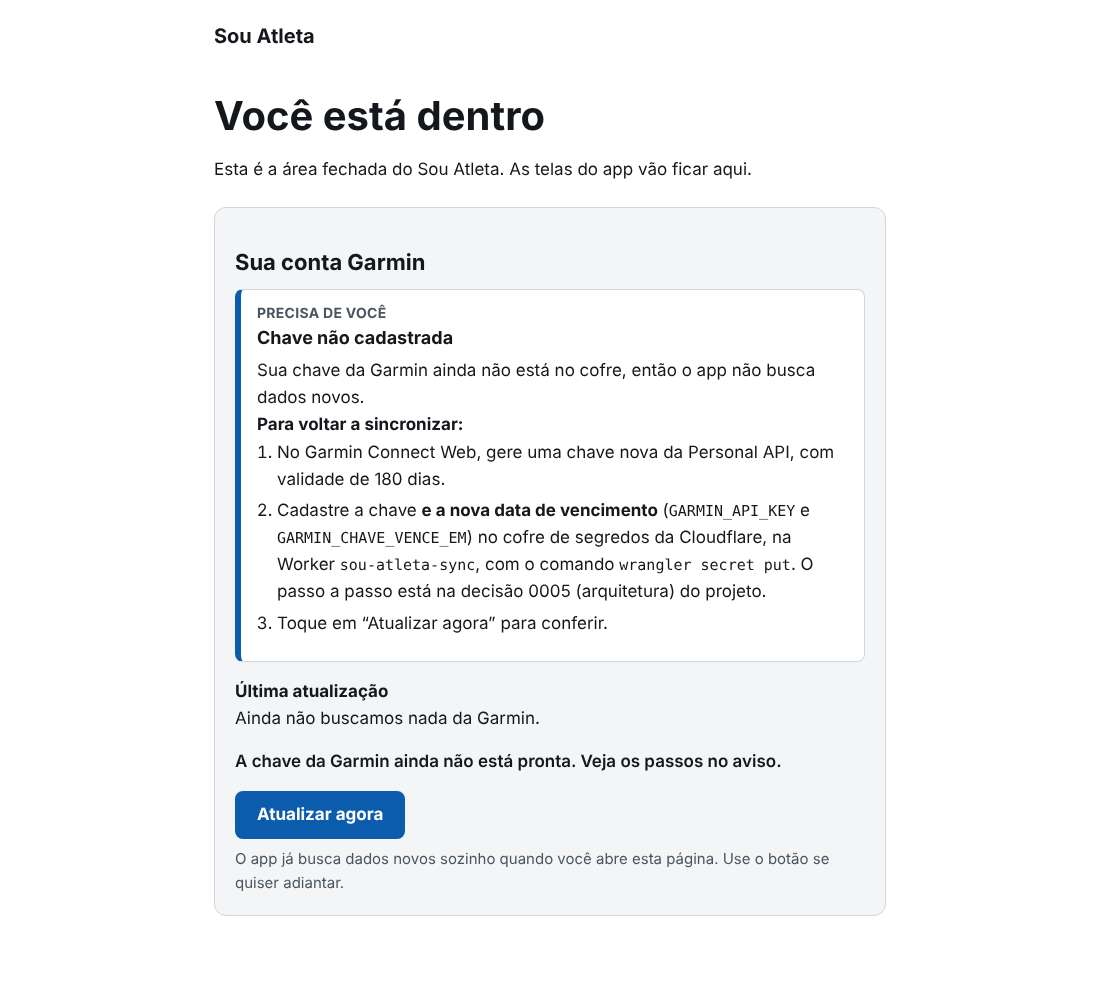 Sou Atleta
Você está dentro
Esta é a área fechada do Sou Atleta. As telas do app vão ficar aqui.
Sua conta Garmin
PRECISA DE VOCÊ
Chave não cadastrada
Sua chave da Garmin ainda não está no cofre, então o app não busca
dados novos.
Para voltar a sincronizar:
1. No Garmin Connect Web, gere uma chave nova da Personal API, com
validade de 180 dias.
2. Cadastre a chave e a nova data de vencimento (GARMIN_API_KEY e
GARMIN_CHAVE_VENCE_EM) no cofre de segredos da Cloudflare, na
Worker sou-atleta-sync, com o comando wrangler secret put. O
passo a passo está na decisão 0005 (arquitetura) do projeto.
3. Toque em “Atualizar agora” para conferir.
Última atualização
Ainda não buscamos nada da Garmin.
A chave da Garmin ainda não está pronta. Veja os passos no aviso.
Atualizar agora
O app já busca dados novos sozinho quando você abre esta página. Use o botão se
quiser adiantar.